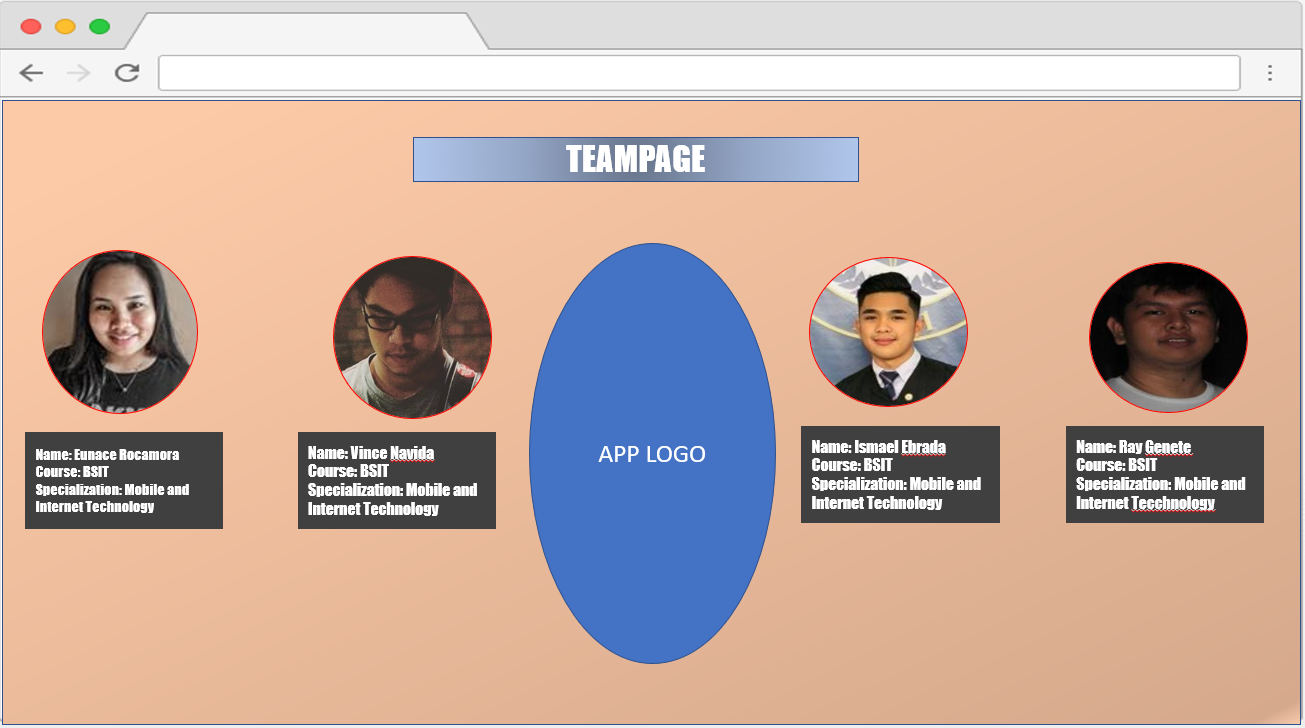 TEAMPAGE
Name: Eunace Rocamora
Course: BSIT
Specialization: Mobile and
Internet Technology
Name: Vince Navida
Course: BSIT
Specialization: Mobile and
Internet Technology
APP LOGO
Name: Ismael Ebrada
Course: BSIT
Specialization: Mobile and
Internet Technology
Name: Ray Genete
Course: BSIT
Specialization: Mobile and
Internet Tecchnology